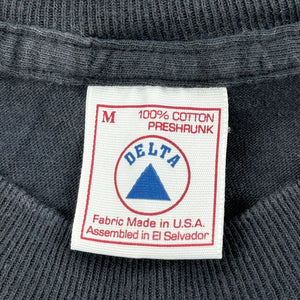 M
100% COTTON
PRESHRUNK
DELTA
Fabric Made in U.S.A.
Assembled in El Salvador